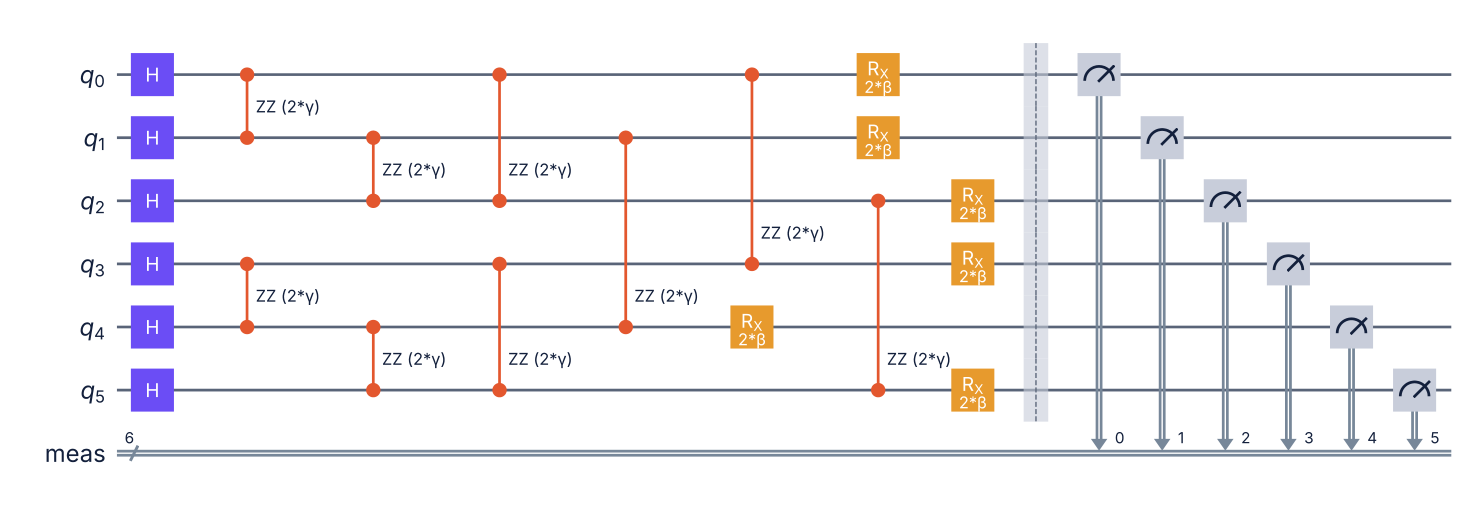 q0 H RX 2*β
ZZ (2*γ)
q1 H RX 2*β
ZZ (2*γ) ZZ (2*γ)
q2 H RX 2*β
ZZ (2*γ)
q3 H RX 2*β
ZZ (2*γ) ZZ (2*γ)
q4 H RX 2*β
ZZ (2*γ) ZZ (2*γ) ZZ (2*γ)
q5 H RX 2*β
6 0 1 2 3 4 5
meas